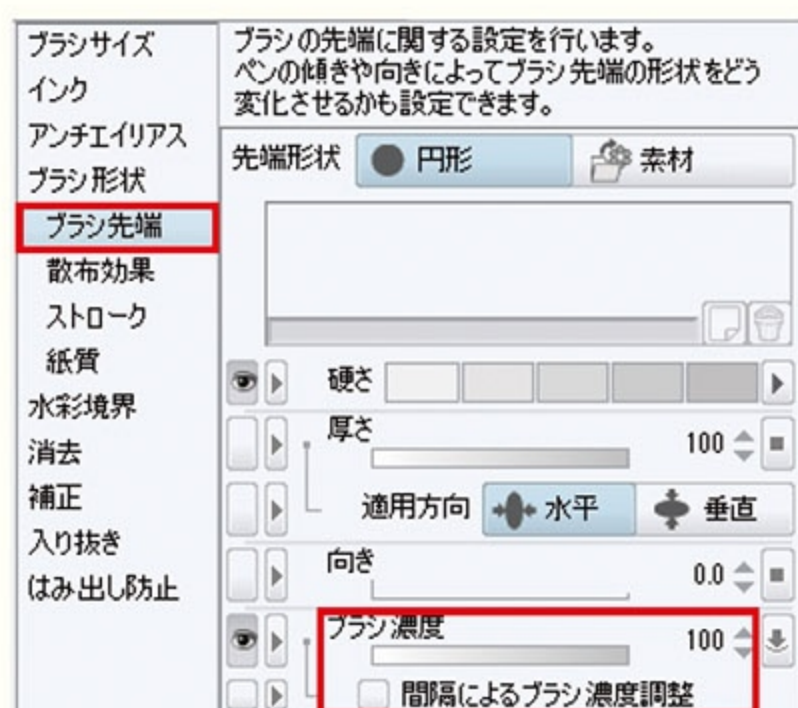 ブラシサイズ
インク
アンチエイリアス
ブラシ形状
ブラシ先端
散布効果
ストローク
紙質
水彩境界
消去
補正
入り抜き
はみ出し防止
ブラシの先端に関する設定を行います。
ペンの傾きや向きによってブラシ先端の形状をどう
変化させるかも設定できます。
先端形状 円形 素材
硬さ
厚さ 100
適用方向 水平 垂直
向き 0.0
ブラシ濃度 100
間隔によるブラシ濃度調整